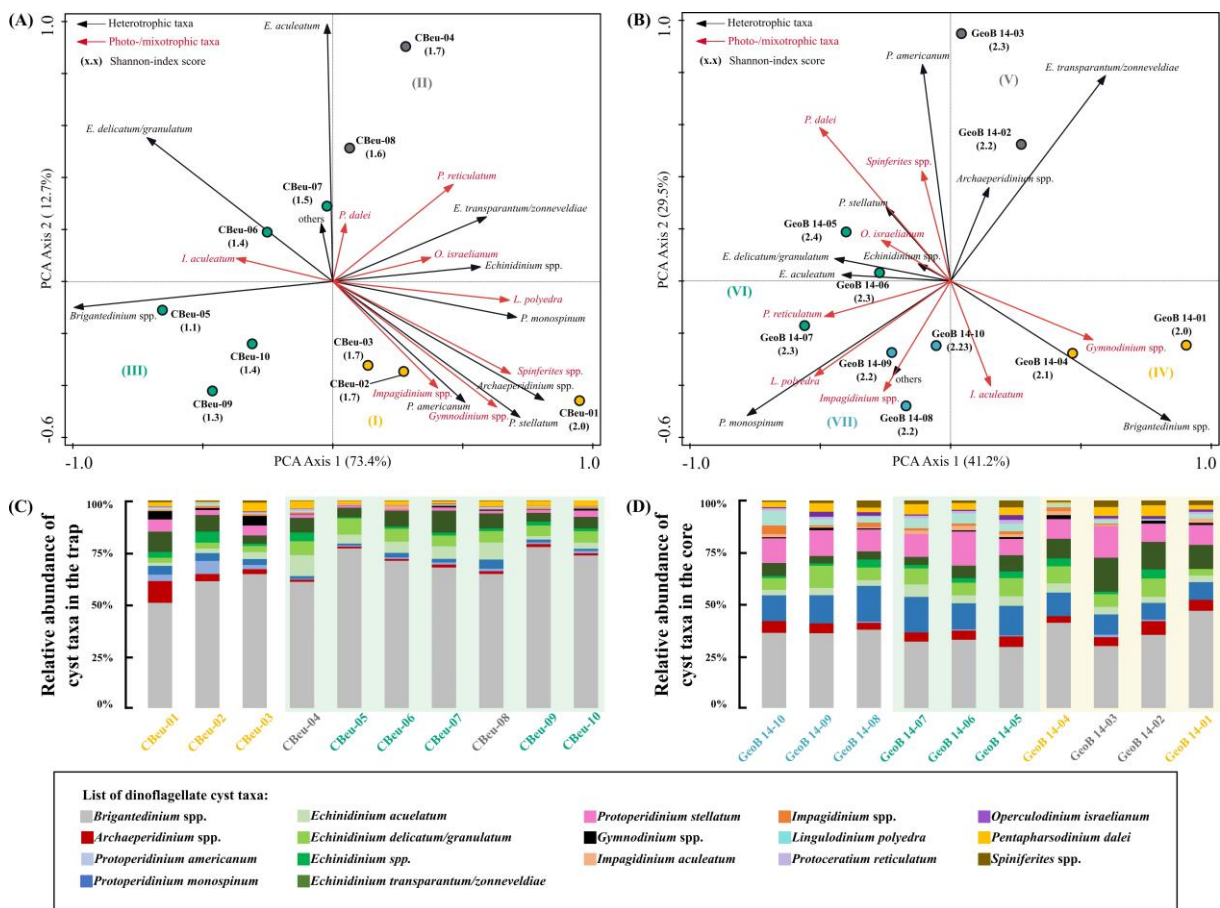 (A)
Heterotrophic taxa
Photo-/mixotrophic taxa
(x.x) Shannon-index score
1.0
PCA Axis 2 ( 12.7%)
-0.6
-1.0
PCA Axis 1 (73.4%)
1.0
E. aculeatum
CBeu-04
(1.7)
(II)
E. delicatum/granulatum
CBeu-08
(1.6)
CBeu-07
(1.5)
P. reticulatum
others
P. dalei
E. transparantum/zonneveldiae
CBeu-06
(1.4)
I. aculeatum
O. israelianum
Echinidinium spp.
Brigantedinium spp.
CBeu-05
(1.1)
L. polyedra
P. monospinum
CBeu-10
(1.4)
CBeu-03
(1.7)
(III)
CBeu-02
(1.7)
Spinferites spp.
Archaeperidinium spp.
CBeu-09
(1.3)
Impagidinium spp.
P. americanum
(I)
Gymnodinium spp.
P. stellatum
CBeu-01
(2.0)
(B)
Heterotrophic taxa
Photo-/mixotrophic taxa
(x.x) Shannon-index score
1.0
PCA Axis 2 (29.5%)
-0.6
-1.0
PCA Axis 1 (41.2%)
1.0
GeoB 14-03
(2.3)
P. americanum
(V)
E. transparantum/zonneveldiae
P. dalei
GeoB 14-02
(2.2)
Spinferites spp.
Archaeperidinium spp.
P. stellatum
GeoB 14-05
(2.4)
O. israelianum
E. delicatum/granulatum
Echinidinium spp.
E. aculeatum
GeoB 14-06
(2.3)
(VI)
P. reticulatum
GeoB 14-07
(2.3)
GeoB 14-10
(2.23)
GeoB 14-01
(2.0)
Gymnodinium spp.
GeoB 14-09
(2.2)
GeoB 14-04
(2.1)
(IV)
L. polyedra
others
Impagidinium spp.
I. aculeatum
P. monospinum
(VII)
GeoB 14-08
(2.2)
Brigantedinium spp.
(C)
Relative abundance of
cyst taxa in the trap
100%
75%
50%
25%
0%
CBeu-01
CBeu-02
CBeu-03
CBeu-04
CBeu-05
CBeu-06
CBeu-07
CBeu-08
CBeu-09
CBeu-10
(D)
Relative abundance of
cyst taxa in the core
100%
75%
50%
25%
0%
GeoB 14-10
GeoB 14-09
GeoB 14-08
GeoB 14-07
GeoB 14-06
GeoB 14-05
GeoB 14-04
GeoB 14-03
GeoB 14-02
GeoB 14-01
List of dinoflagellate cyst taxa:
Brigantedinium spp.
Archaeperidinium spp.
Protoperidinium americanum
Protoperidinium monospinum
Echinidinium acuelatum
Echinidinium delicatum/granulatum
Echinidinium spp.
Echinidinium transparantum/zonneveldiae
Protoperidinium stellatum
Gymnodinium spp.
Impagidinium aculeatum
Impagidinium spp.
Lingulodinium polyedra
Protoceratium reticulatum
Operculodinium israelianum
Pentapharsodinium dalei
Spiniferites spp.